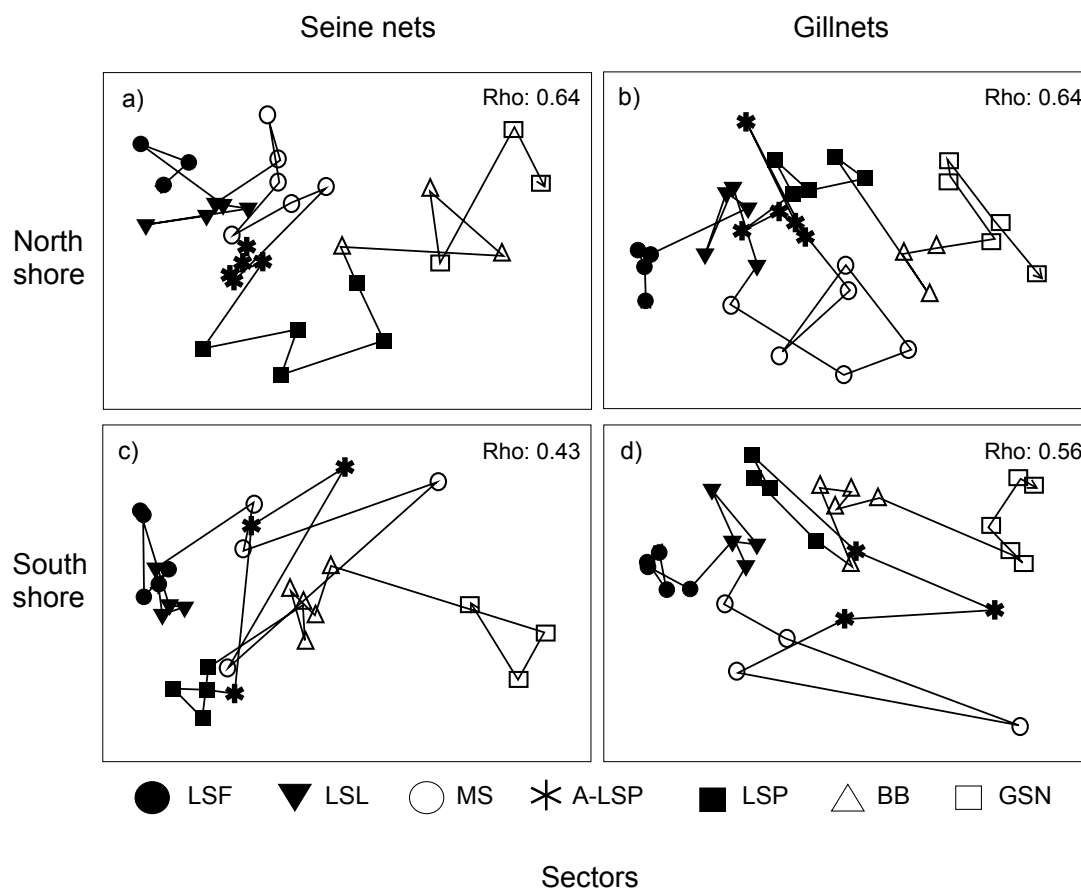 Seine nets
Gillnets
North shore
a)
Rho: 0.64
b)
Rho: 0.64
South shore
c)
Rho: 0.43
d)
Rho: 0.56
LSF
LSL
MS
A-LSP
LSP
BB
GSN
Sectors